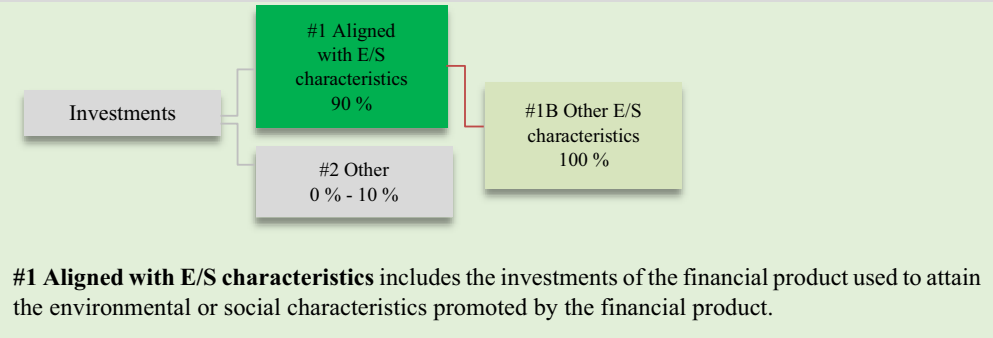 #1 Aligned
with E/S
characteristics
90 %
Investments
#1B Other E/S
characteristics
100 %
#2 Other
0 % - 10 %
#1 Aligned with E/S characteristics includes the investments of the financial product used to attain
the environmental or social characteristics promoted by the financial product.